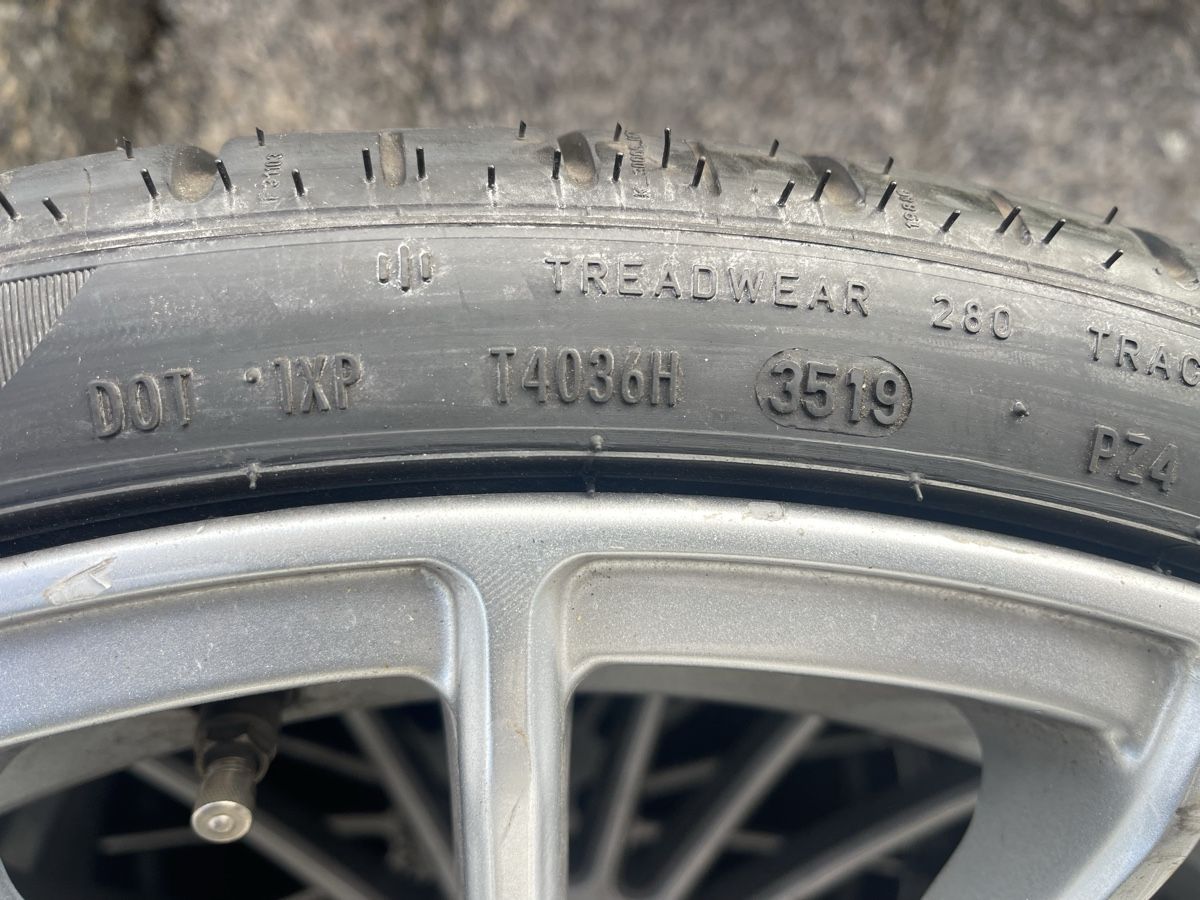 TREADWEAR 280 TRAC
DOT 1XP T4036H 3519
PZ4